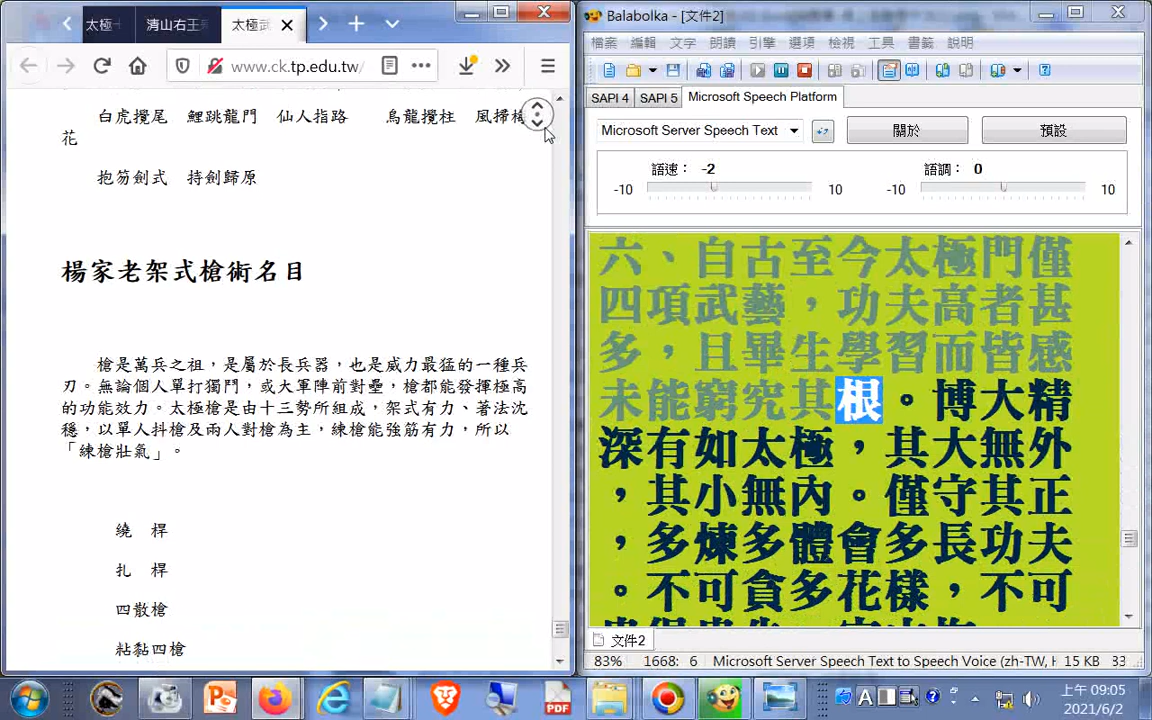 太極十
清山右王宗
太極武
www.ck.tp.edu.tw/
白虎攪尾 鯉跳龍門 仙人指路 烏龍攪柱 風掃梅
花
抱笏劍式 持劍歸原
楊家老架式槍術名目
槍是萬兵之祖，是屬於長兵器，也是威力最猛的一種兵
刃。無論個人單打獨鬥，或大軍陣前對壘，槍都能發揮極高
的功能效力。太極槍是由十三勢所組成，架式有力、著法沈
穩，以單人抖槍及兩人對槍為主，練槍能強筋有力，所以
「練槍壯氣」。
繞 桿
扎 桿
四散槍
粘黏四槍
Balabolka - [文件2]
檔案 編輯 文字 朗讀 引擎 選項 檢視 工具 書籤 說明
SAPI 4 SAPI 5 Microsoft Speech Platform
Microsoft Server Speech Text 關於 預設
語速： -2 語調： 0
-10 10 -10 10
六、自古至今太極門僅
四項武藝，功夫高者甚
多，且畢生學習而皆感
未能窮究其根。博大精
深有如太極，其大無外
，其小無內。僅守其正
，多煉多體會多長功夫
。不可貪多花樣，不可
文件2
83% 1668: 6 Microsoft Server Speech Text to Speech Voice (zh-TW, H 15 KB 33
PDF
A
上午 09:05
2021/6/2